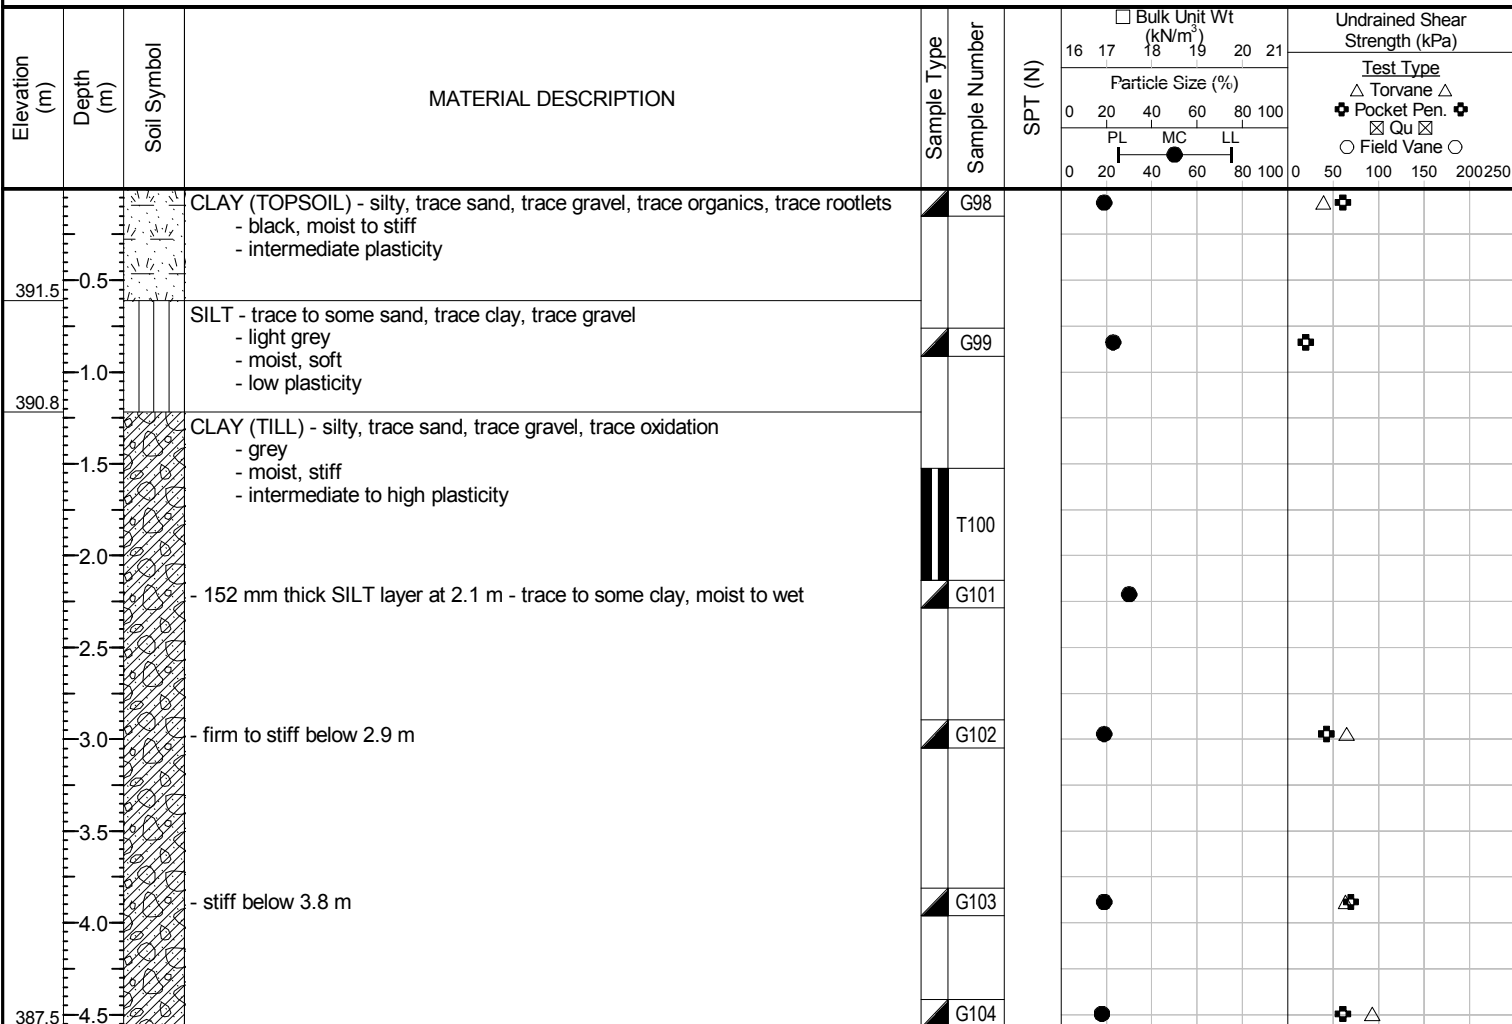 Elevation
(m)
Depth
(m)
Soil Symbol
MATERIAL DESCRIPTION
Sample Type
Sample Number
SPT (N)
□ Bulk Unit Wt
(kN/m³)
16 17 18 19 20 21
Particle Size (%)
0 20 40 60 80 100
PL MC LL
0 20 40 60 80 100
Undrained Shear
Strength (kPa)
Test Type
△ Torvane △
Pocket Pen.
☒ Qu ☒
○ Field Vane ○
0 50 100 150 200 250
CLAY (TOPSOIL) - silty, trace sand, trace gravel, trace organics, trace rootlets
- black, moist to stiff
- intermediate plasticity
G98
-0.5
391.5
SILT - trace to some sand, trace clay, trace gravel
- light grey
- moist, soft
- low plasticity
G99
-1.0
390.8
CLAY (TILL) - silty, trace sand, trace gravel, trace oxidation
- grey
- moist, stiff
- intermediate to high plasticity
-1.5
T100
-2.0
- 152 mm thick SILT layer at 2.1 m - trace to some clay, moist to wet
G101
-2.5
- firm to stiff below 2.9 m
G102
-3.0
-3.5
- stiff below 3.8 m
G103
-4.0
G104
387.5
-4.5